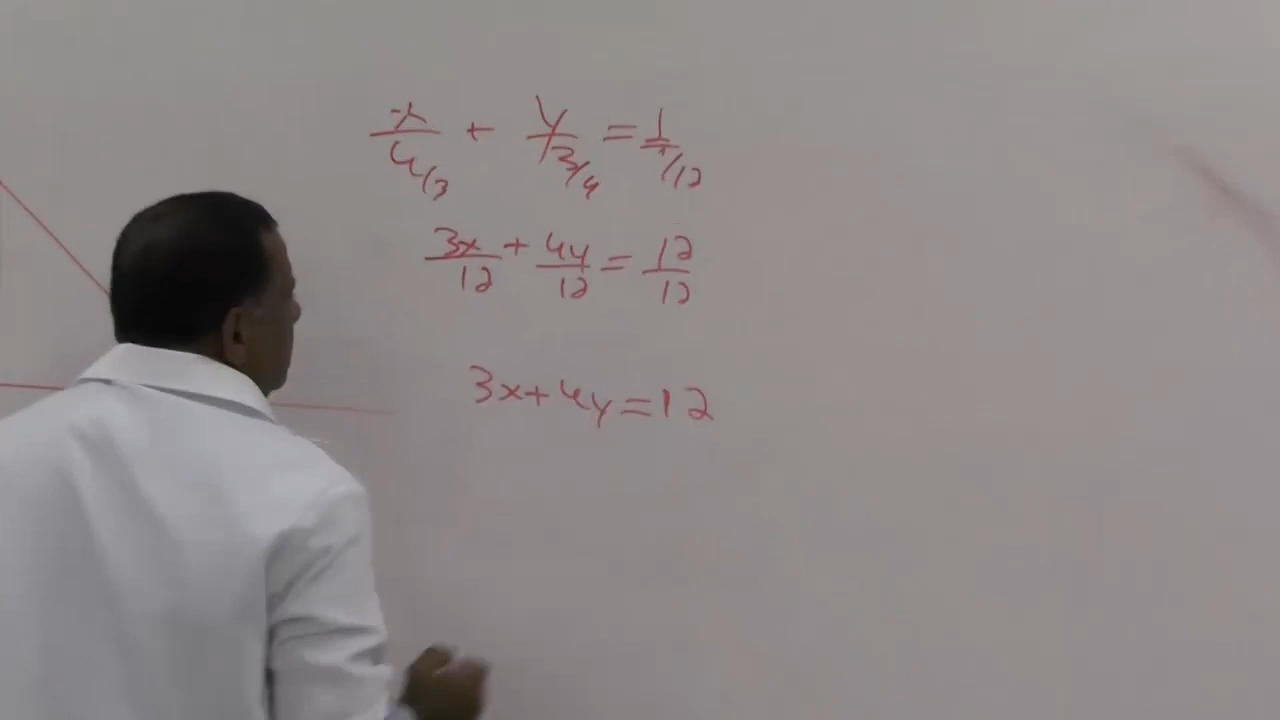 x/4/3 + y/3/4 = 1/1/12
3x/12 + 4y/12 = 12/12
3x+4y=12